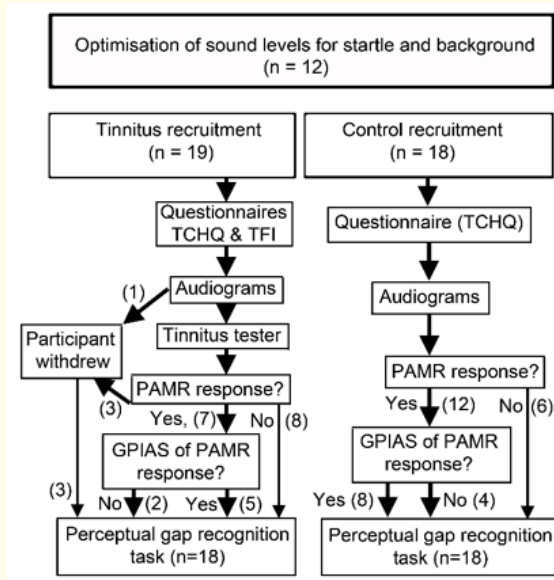 Optimisation of sound levels for startle and background
(n = 12)
Tinnitus recruitment
(n = 19)
Control recruitment
(n = 18)
Questionnaires
TCHQ & TFI
Questionnaire (TCHQ)
(1)
Audiograms
Audiograms
Participant
withdrew
Tinnitus tester
(3)
PAMR response?
PAMR response?
Yes, (7)
No (8)
Yes (12)
No (6)
GPIAS of PAMR
response?
GPIAS of PAMR
response?
(3)
No (2)
Yes (5)
Yes (8)
No (4)
Perceptual gap recognition
task (n=18)
Perceptual gap recognition
task (n=18)